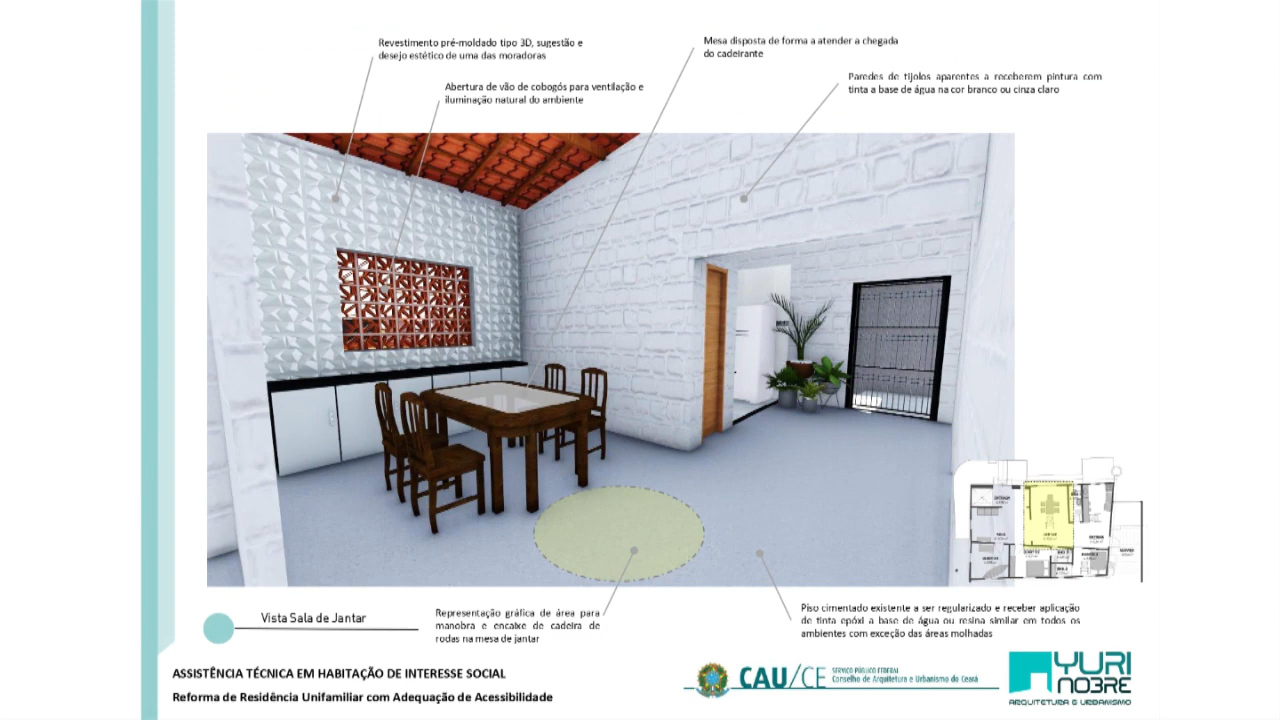 Revestimento pré-moldado tipo 3D, sugestão e
desejo estético de uma das moradoras
Abertura de vão de cobogós para ventilação e
iluminação natural do ambiente
Mesa disposta de forma a atender a chegada
do cadeirante
Paredes de tijolos aparentes a receberem pintura com
tinta a base de água na cor branco ou cinza claro
Vista Sala de Jantar
Representação gráfica de área para
manobra e encaixe de cadeira de
rodas na mesa de jantar
Piso cimentado existente a ser regularizado e receber aplicação
de tinta epóxi a base de água ou resina similar em todos os
ambientes com exceção das áreas molhadas
ASSISTÊNCIA TÉCNICA EM HABITAÇÃO DE INTERESSE SOCIAL
Reforma de Residência Unifamiliar com Adequação de Acessibilidade
CAU/CE
SERVIÇO PÚBLICO FEDERAL
Conselho de Arquitetura e Urbanismo do Ceará
YURI
NO3RE
ARQUITETURA & URBANISMO